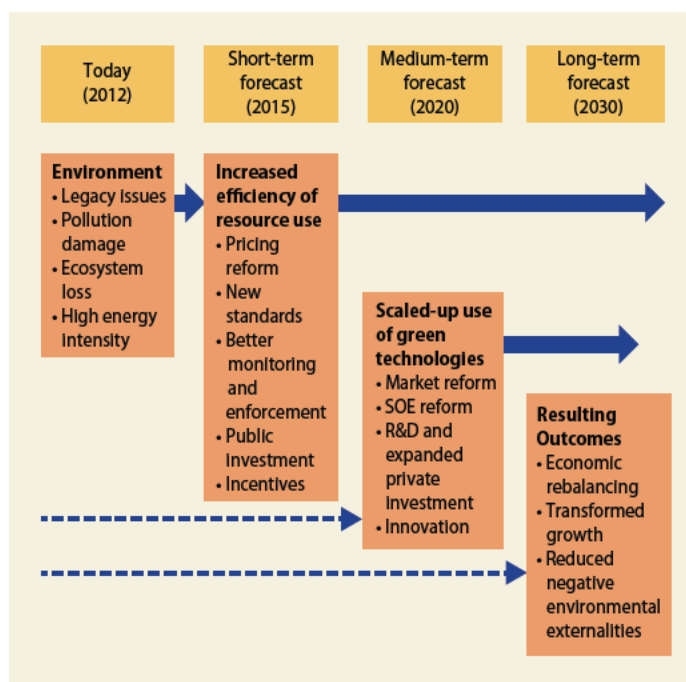 Today
(2012)
Short-term
forecast
(2015)
Medium-term
forecast
(2020)
Long-term
forecast
(2030)
Environment
• Legacy issues
• Pollution
damage
• Ecosystem
loss
• High energy
intensity
Increased
efficiency of
resource use
• Pricing
reform
• New
standards
• Better
monitoring
and
enforcement
• Public
investment
• Incentives
Scaled-up use
of green
technologies
• Market reform
• SOE reform
• R&D and
expanded
private
investment
• Innovation
Resulting
Outcomes
• Economic
rebalancing
• Transformed
growth
• Reduced
negative
environmental
externalities